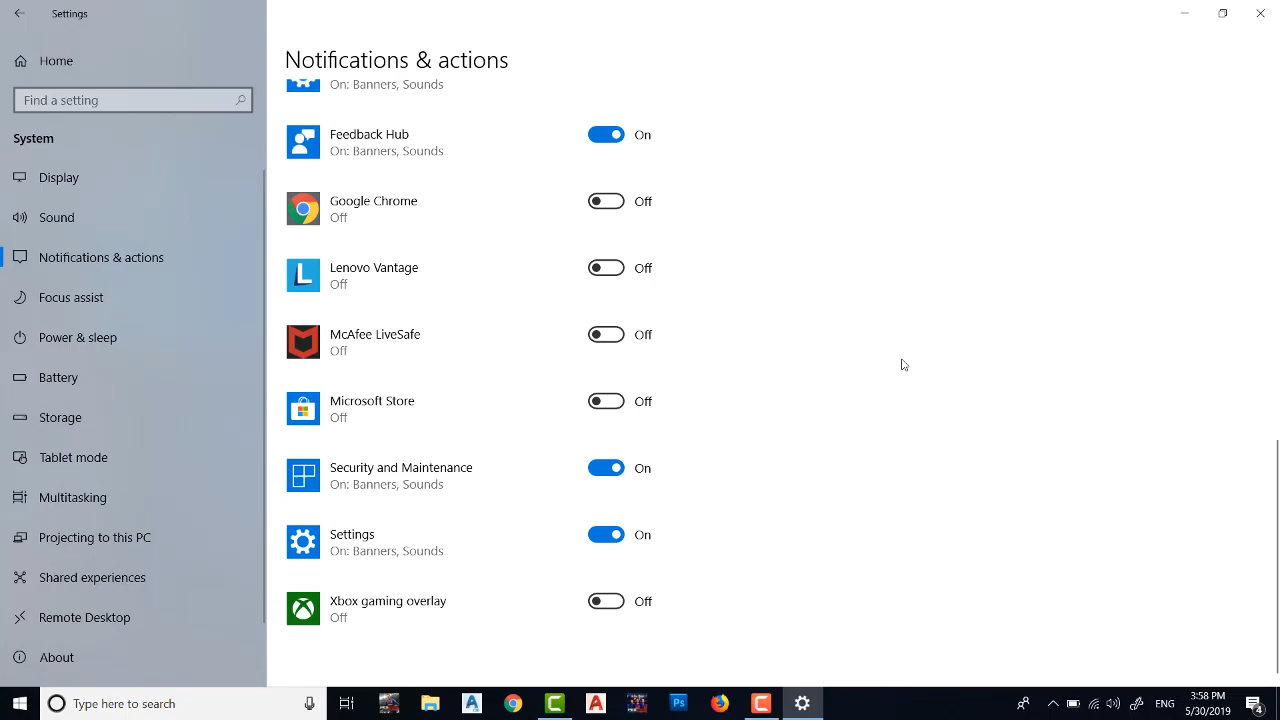 Settings
Home
Find a setting
System
Display
Sound
Notifications & actions
Focus assist
Power & sleep
Battery
Storage
Tablet mode
Multitasking
Projecting to this PC
Shared experiences
Remote Desktop
About
Notifications & actions
On: Banners, Sounds
Feedback Hub
On: Banners, Sounds
On
Google Chrome
Off
Off
Lenovo Vantage
Off
Off
McAfee LiveSafe
Off
Off
Microsoft Store
Off
Off
Security and Maintenance
On: Banners, Sounds
On
Settings
On: Banners, Sounds
On
Xbox gaming overlay
Off
Off
Type here to search
Ps
ENG
3:58 PM
5/30/2019
4